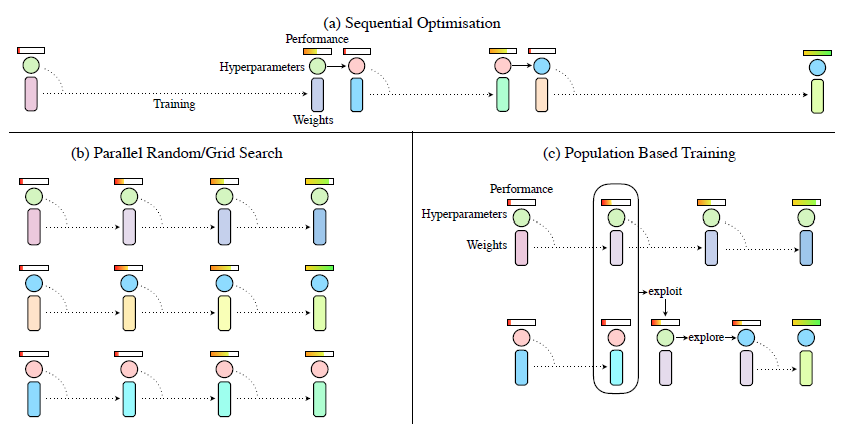 (a) Sequential Optimisation
Performance
Hyperparameters
Training
Weights
(b) Parallel Random/Grid Search
(c) Population Based Training
Performance
Hyperparameters
Weights
exploit
explore